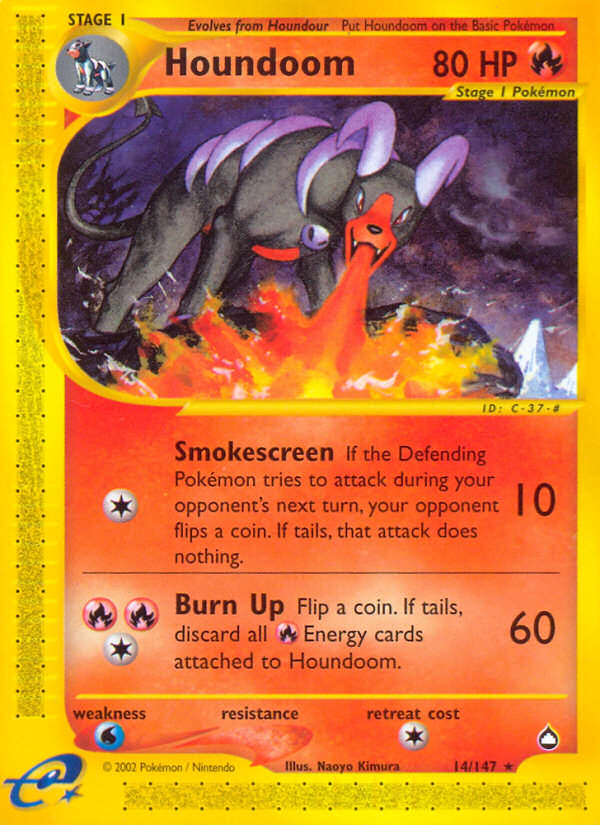 STAGE 1
Evolves from Houndour Put Houndoom on the Basic Pokémon
Houndoom 80 HP
Stage 1 Pokémon
ID: C-37-#
Smokescreen If the Defending
Pokémon tries to attack during your
opponent's next turn, your opponent
flips a coin. If tails, that attack does
nothing.
10
Burn Up Flip a coin. If tails,
discard all Energy cards
attached to Houndoom.
60
weakness resistance retreat cost
© 2002 Pokémon / Nintendo Illus. Naoyo Kimura 14/147 ★